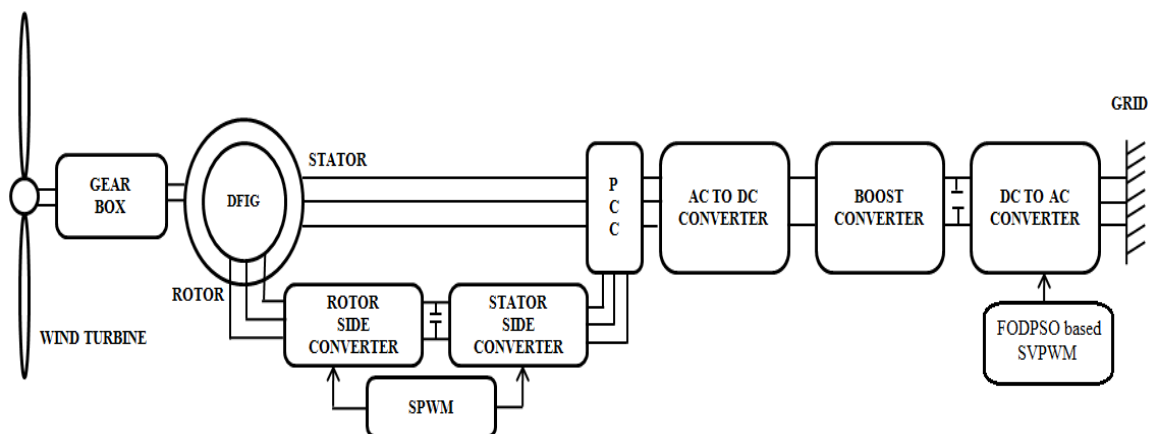 GRID
STATOR
GEAR
BOX
DFIG
P
C
C
AC TO DC
CONVERTER
BOOST
CONVERTER
DC TO AC
CONVERTER
ROTOR
ROTOR
SIDE
CONVERTER
STATOR
SIDE
CONVERTER
WIND TURBINE
FODPSO based
SVPWM
SPWM